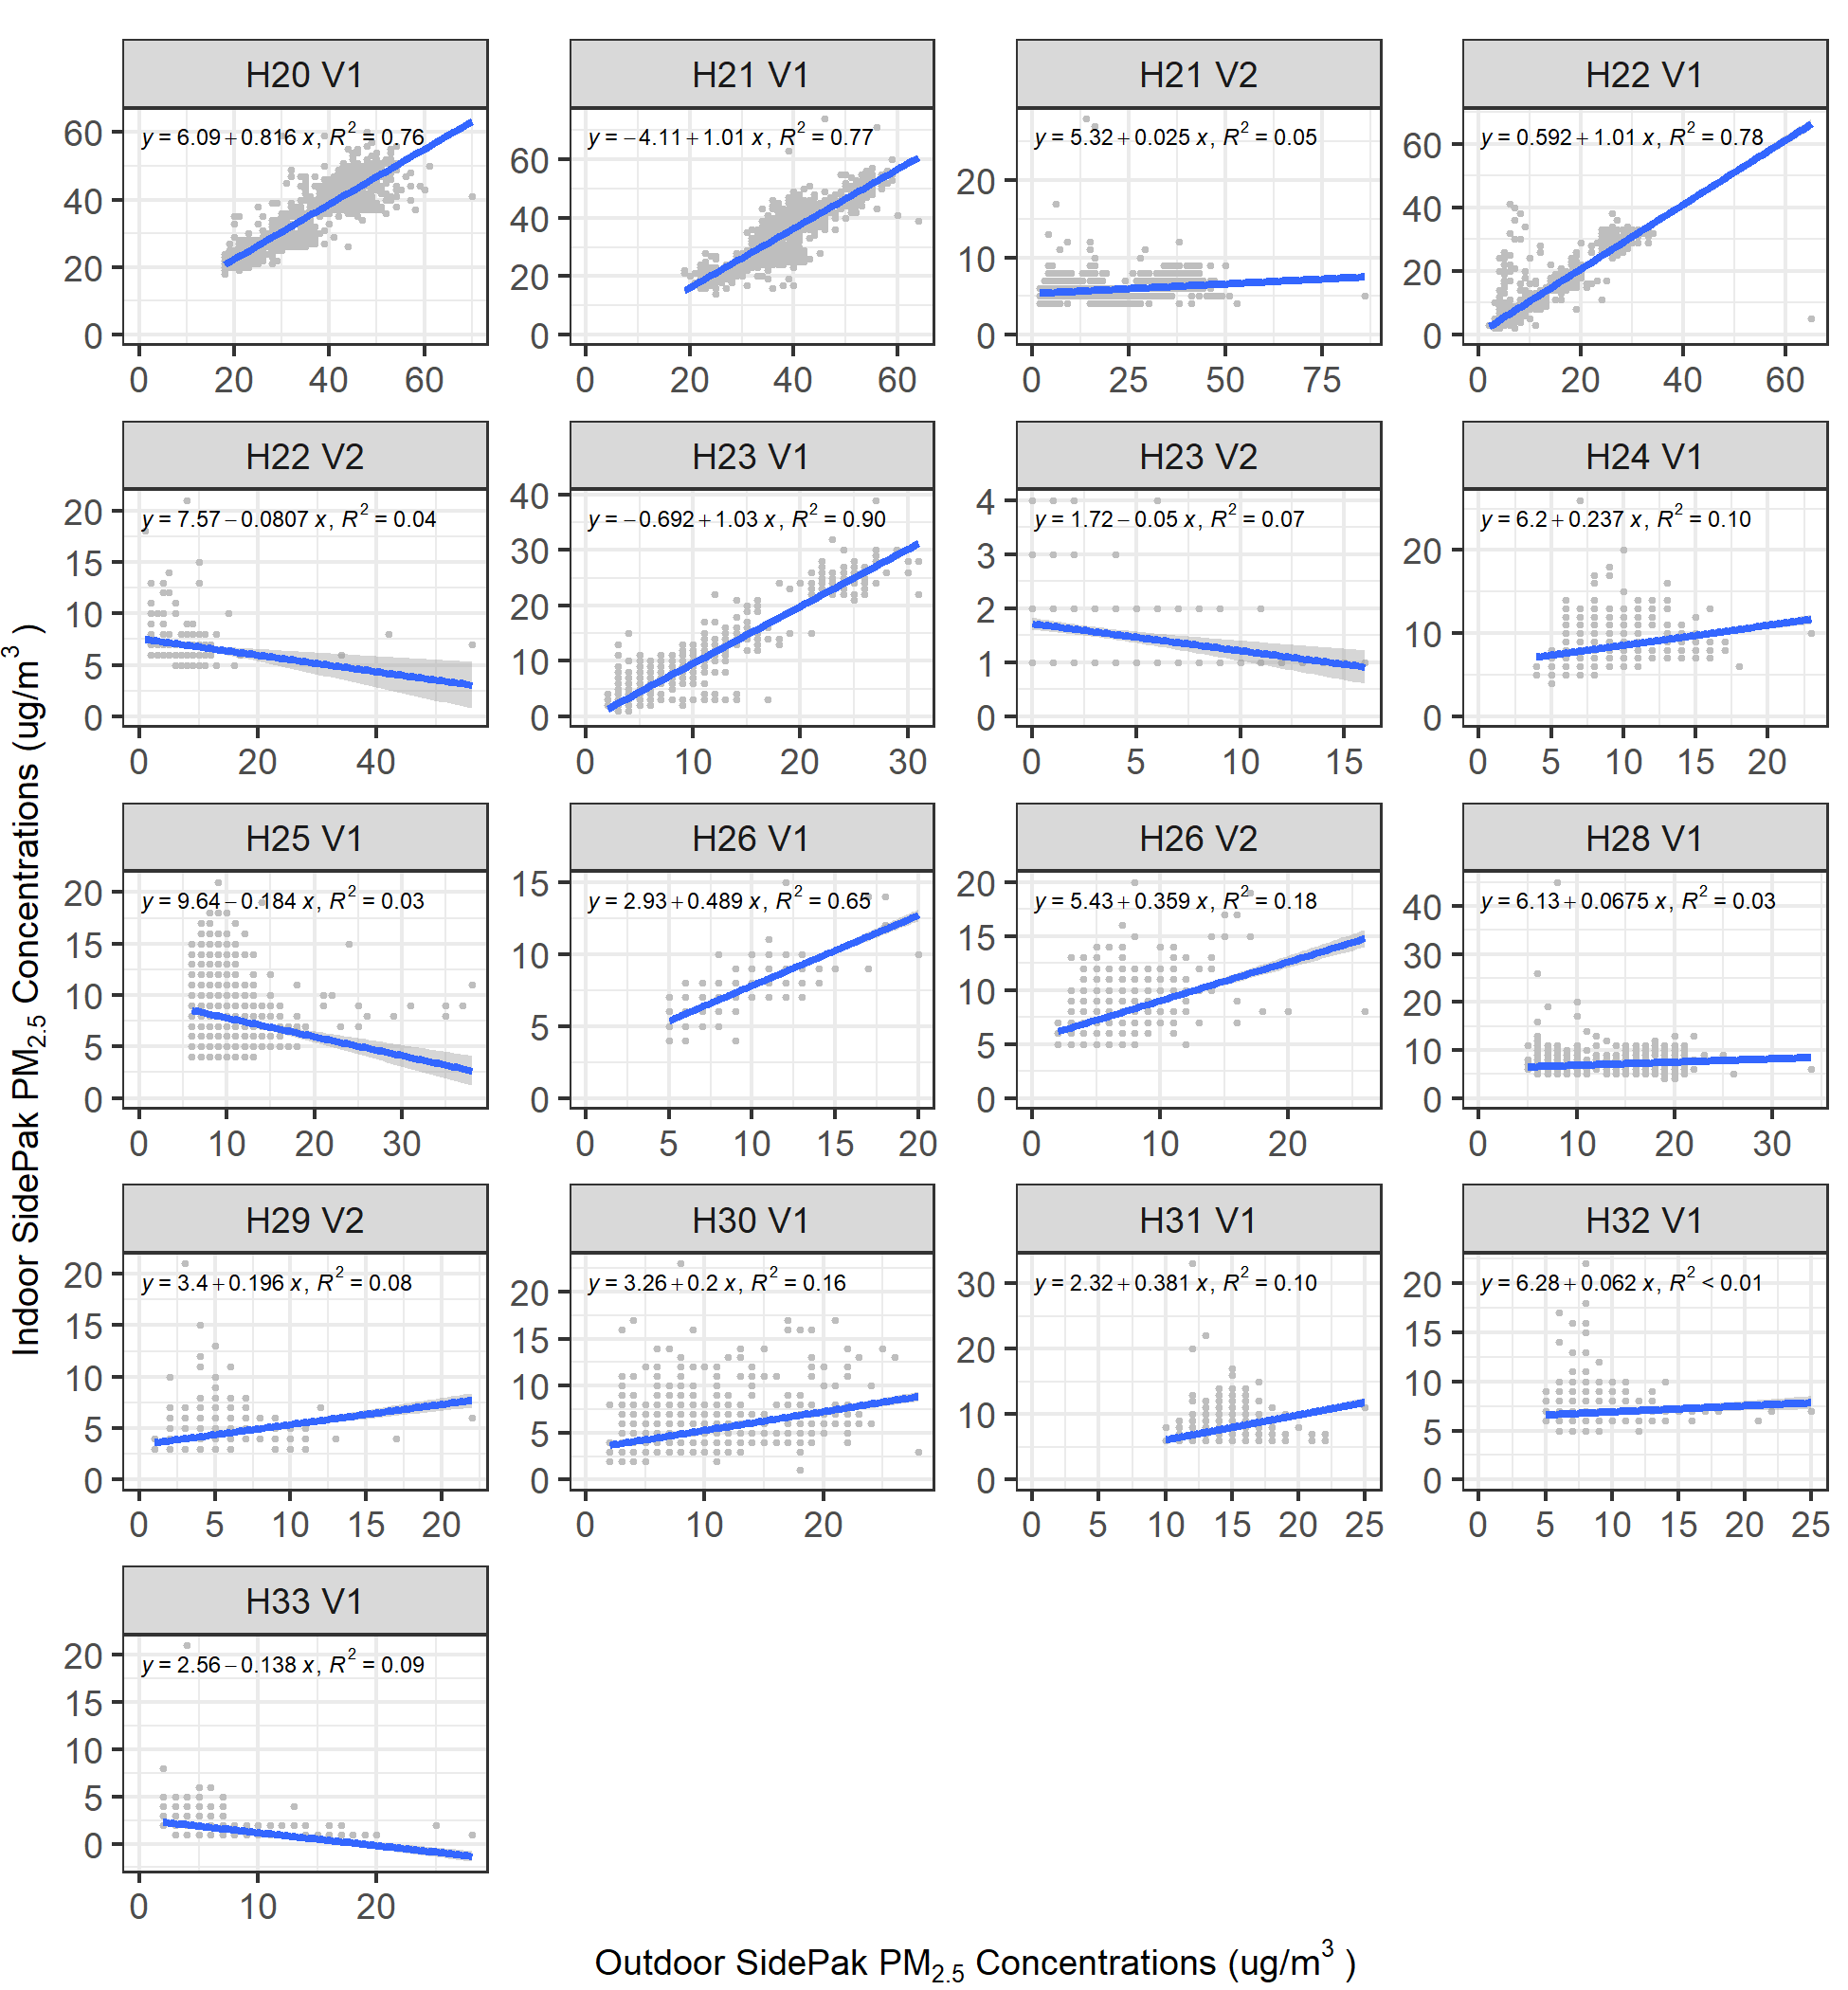 H20 V1 H21 V1 H21 V2 H22 V1
y = 6.09 + 0.816 x, R² = 0.76 y = −4.11 + 1.01 x, R² = 0.77 y = 5.32 + 0.025 x, R² = 0.05 y = 0.592 + 1.01 x, R² = 0.78
60 40 20 0 60 40 20 0 20 10 0 60 40 20 0
0 20 40 60 0 20 40 60 0 25 50 75 0 20 40 60
H22 V2 H23 V1 H23 V2 H24 V1
y = 7.57 − 0.0807 x, R² = 0.04 y = −0.692 + 1.03 x, R² = 0.90 y = 1.72 − 0.05 x, R² = 0.07 y = 6.2 + 0.237 x, R² = 0.10
20 15 10 5 0 40 30 20 10 0 4 3 2 1 0 20 10 0
0 20 40 0 10 20 30 0 5 10 15 0 5 10 15 20
H25 V1 H26 V1 H26 V2 H28 V1
y = 9.64 − 0.184 x, R² = 0.03 y = 2.93 + 0.489 x, R² = 0.65 y = 5.43 + 0.359 x, R² = 0.18 y = 6.13 + 0.0675 x, R² = 0.03
20 15 10 5 0 15 10 5 0 20 15 10 5 0 40 30 20 10 0
0 10 20 30 0 5 10 15 20 0 10 20 0 10 20 30
H29 V2 H30 V1 H31 V1 H32 V1
y = 3.4 + 0.196 x, R² = 0.08 y = 3.26 + 0.2 x, R² = 0.16 y = 2.32 + 0.381 x, R² = 0.10 y = 6.28 + 0.062 x, R² < 0.01
20 15 10 5 0 20 15 10 5 0 30 20 10 0 20 15 10 5 0
0 5 10 15 20 0 10 20 0 5 10 15 20 25 0 5 10 15 20 25
H33 V1
y = 2.56 − 0.138 x, R² = 0.09
20 15 10 5 0
0 10 20
Indoor SidePak PM2.5 Concentrations (ug/m³ )
Outdoor SidePak PM2.5 Concentrations (ug/m³ )